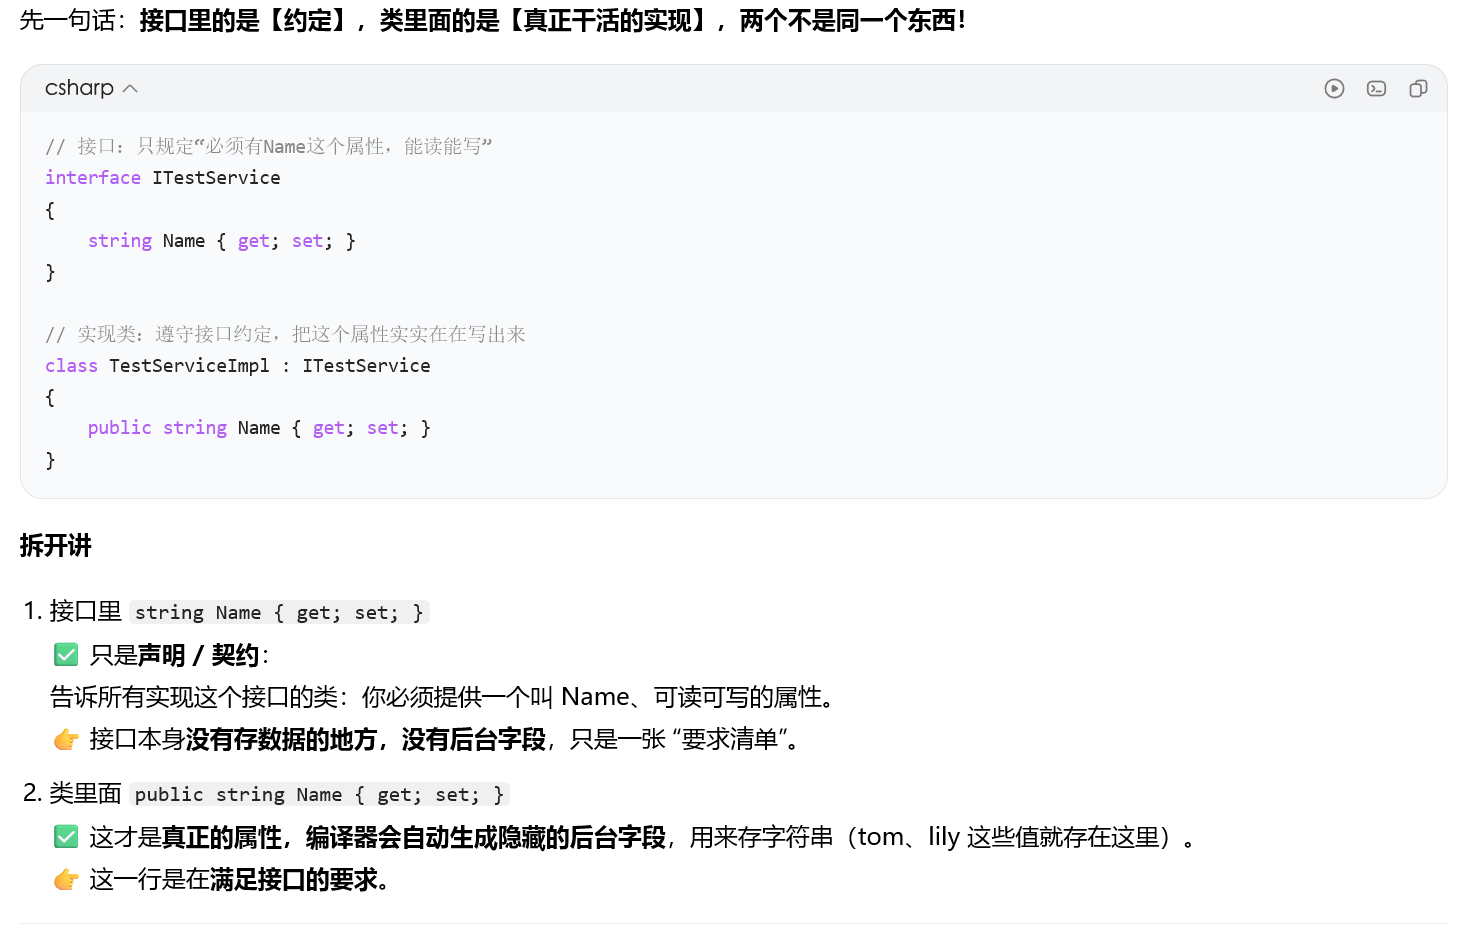 先一句话：接口里的是【约定】，类里面的是【真正干活的实现】，两个不是同一个东西！
csharp
// 接口：只规定“必须有Name这个属性，能读能写”
interface ITestService
{
    string Name { get; set; }
}
// 实现类：遵守接口约定，把这个属性实实在在写出来
class TestServiceImpl : ITestService
{
    public string Name { get; set; }
}
拆开讲
1. 接口里 string Name { get; set; }
✅ 只是声明 / 契约：
告诉所有实现这个接口的类：你必须提供一个叫 Name、可读可写的属性。
👉 接口本身没有存数据的地方，没有后台字段，只是一张 “要求清单”。
2. 类里面 public string Name { get; set; }
✅ 这才是真正的属性，编译器会自动生成隐藏的后台字段，用来存字符串（tom、lily 这些值就存在这里）。
👉 这一行是在满足接口的要求。